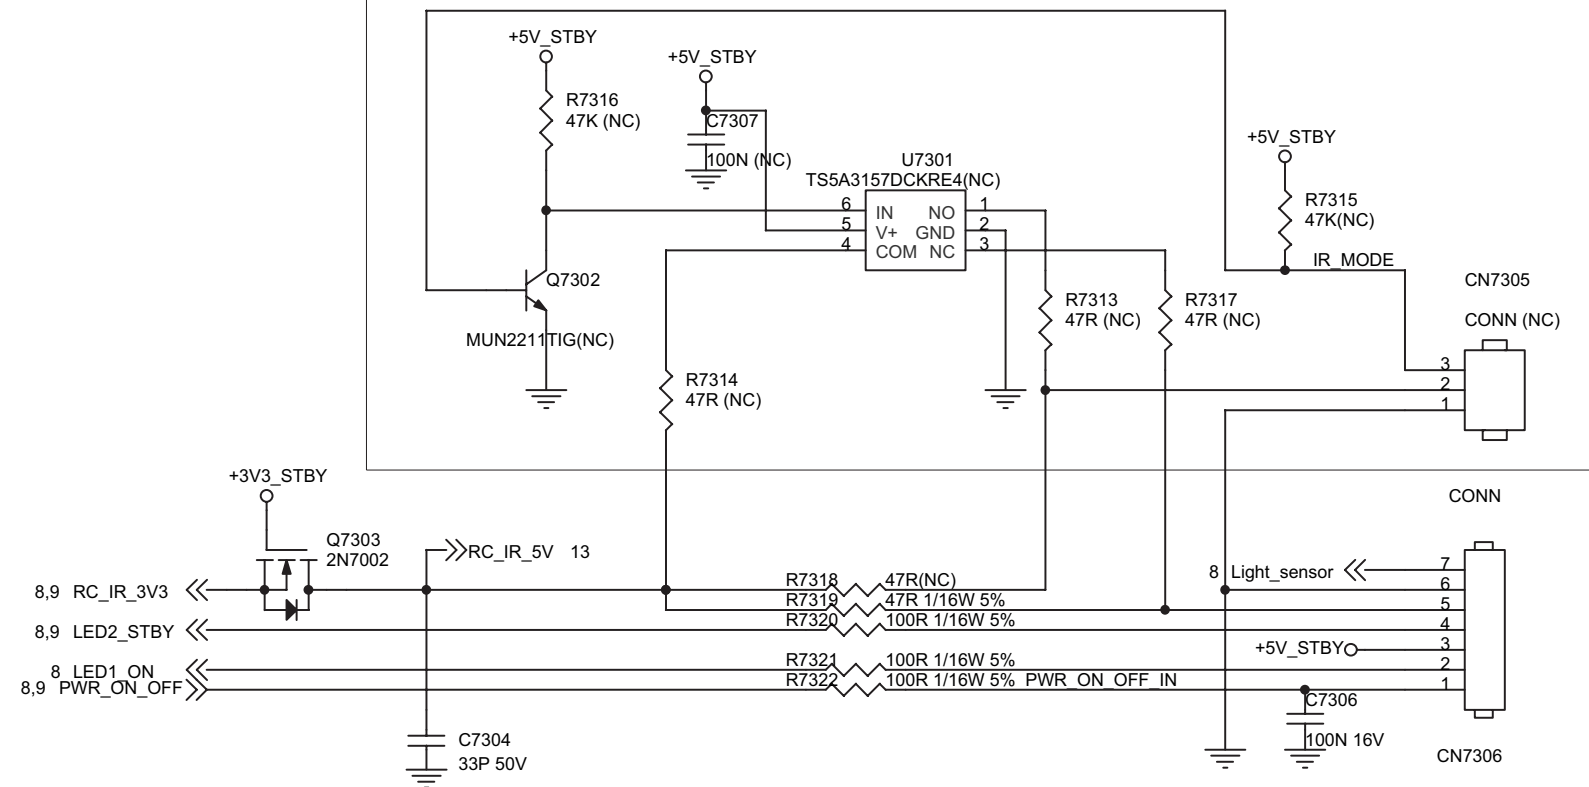 +5V_STBY
R7316
47K (NC)
+5V_STBY
C7307
100N (NC)
U7301
TS5A3157DCKRE4(NC)
6 IN NO 1
5 V+ GND 2
4 COM NC 3
+5V_STBY
R7315
47K(NC)
IR_MODE
Q7302
MUN2211TIG(NC)
R7313
47R (NC)
R7317
47R (NC)
R7314
47R (NC)
CN7305
CONN (NC)
3
2
1
+3V3_STBY
Q7303
2N7002
RC_IR_5V 13
CONN
8,9 RC_IR_3V3
R7318 47R(NC)
R7319 47R 1/16W 5%
8,9 LED2_STBY
R7320 100R 1/16W 5%
8 LED1_ON
R7321 100R 1/16W 5%
8,9 PWR_ON_OFF
R7322 100R 1/16W 5% PWR_ON_OFF_IN
8 Light_sensor
+5V_STBY
7
6
5
4
3
2
1
C7306
100N 16V
CN7306
C7304
33P 50V